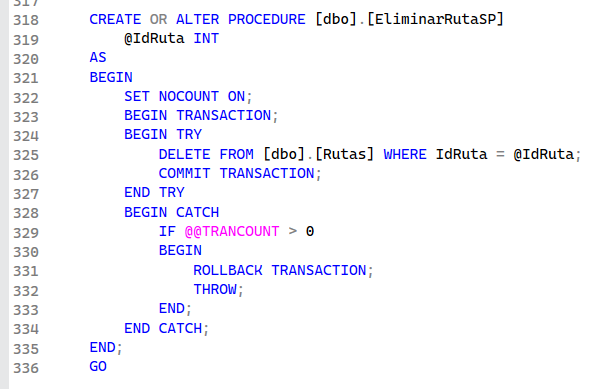 317
318 CREATE OR ALTER PROCEDURE [dbo].[EliminarRutaSP]
319 @IdRuta INT
320 AS
321 BEGIN
322 SET NOCOUNT ON;
323 BEGIN TRANSACTION;
324 BEGIN TRY
325 DELETE FROM [dbo].[Rutas] WHERE IdRuta = @IdRuta;
326 COMMIT TRANSACTION;
327 END TRY
328 BEGIN CATCH
329 IF @@TRANCOUNT > 0
330 BEGIN
331 ROLLBACK TRANSACTION;
332 THROW;
333 END;
334 END CATCH;
335 END;
336 GO